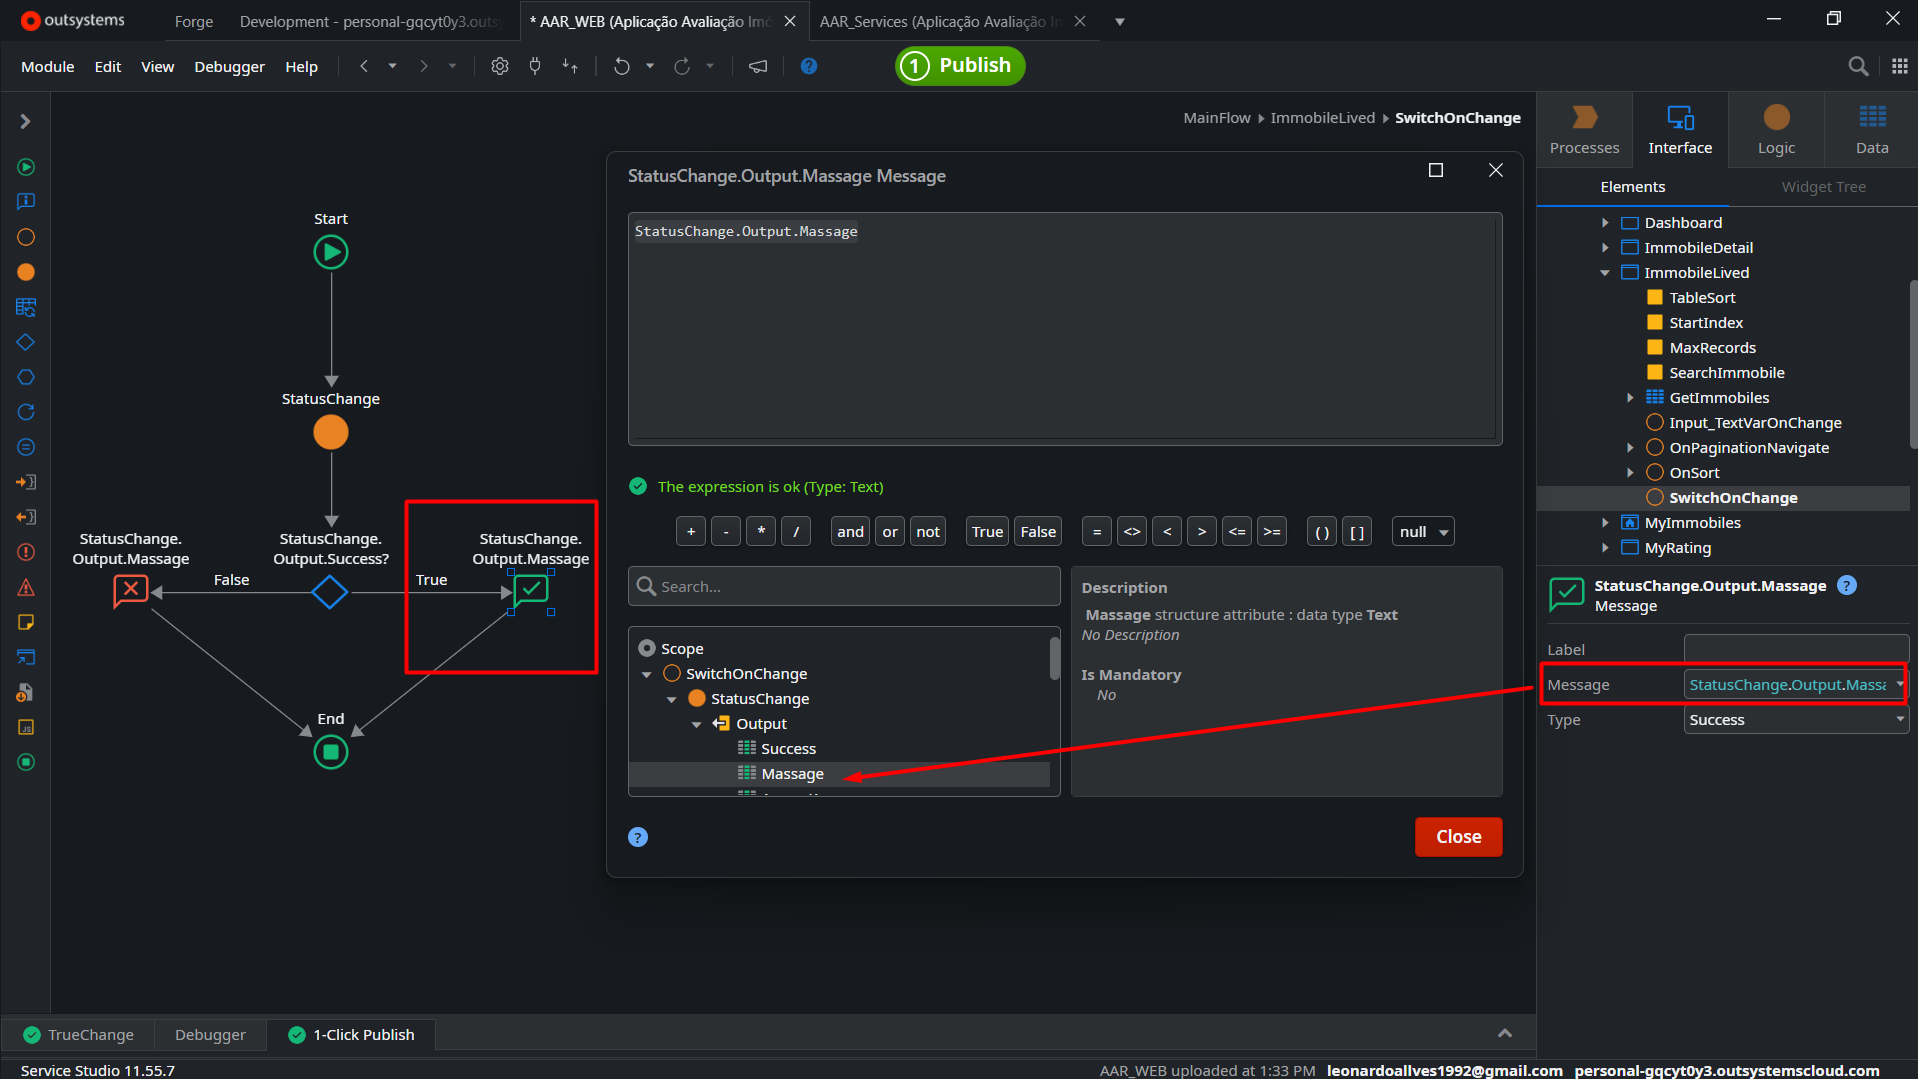 outsystems
Forge
Development - personal-gqcyt0y3.outs
* AAR_WEB (Aplicação Avaliação Imó
AAR_Services (Aplicação Avaliação I
Module
Edit
View
Debugger
Help
1
Publish
MainFlow
ImmobileLived
SwitchOnChange
Processes
Interface
Logic
Data
Elements
Widget Tree
Start
StatusChange
StatusChange.
Output.Massage
StatusChange.
Output.Success?
StatusChange.
Output.Massage
False
True
End
StatusChange.Output.Massage Message
StatusChange.Output.Massage
The expression is ok (Type: Text)
+ - * / and or not True False = <> < > <= >= () [] null
Search...
Scope
SwitchOnChange
StatusChange
Output
Success
Massage
Description
Massage structure attribute : data type Text
No Description
Is Mandatory
No
?
Close
Dashboard
ImmobileDetail
ImmobileLived
TableSort
StartIndex
MaxRecords
SearchImmobile
GetImmobiles
Input_TextVarOnChange
OnPaginationNavigate
OnSort
SwitchOnChange
MyImmobiles
MyRating
StatusChange.Output.Massage ?
Message
Label
Message StatusChange.Output.Massa
Type Success
TrueChange
Debugger
1-Click Publish
Service Studio 11.55.7
AAR_WEB uploaded at 1:33 PM leonardoallves1992@gmail.com personal-gqcyt0y3.outsystemscloud.com